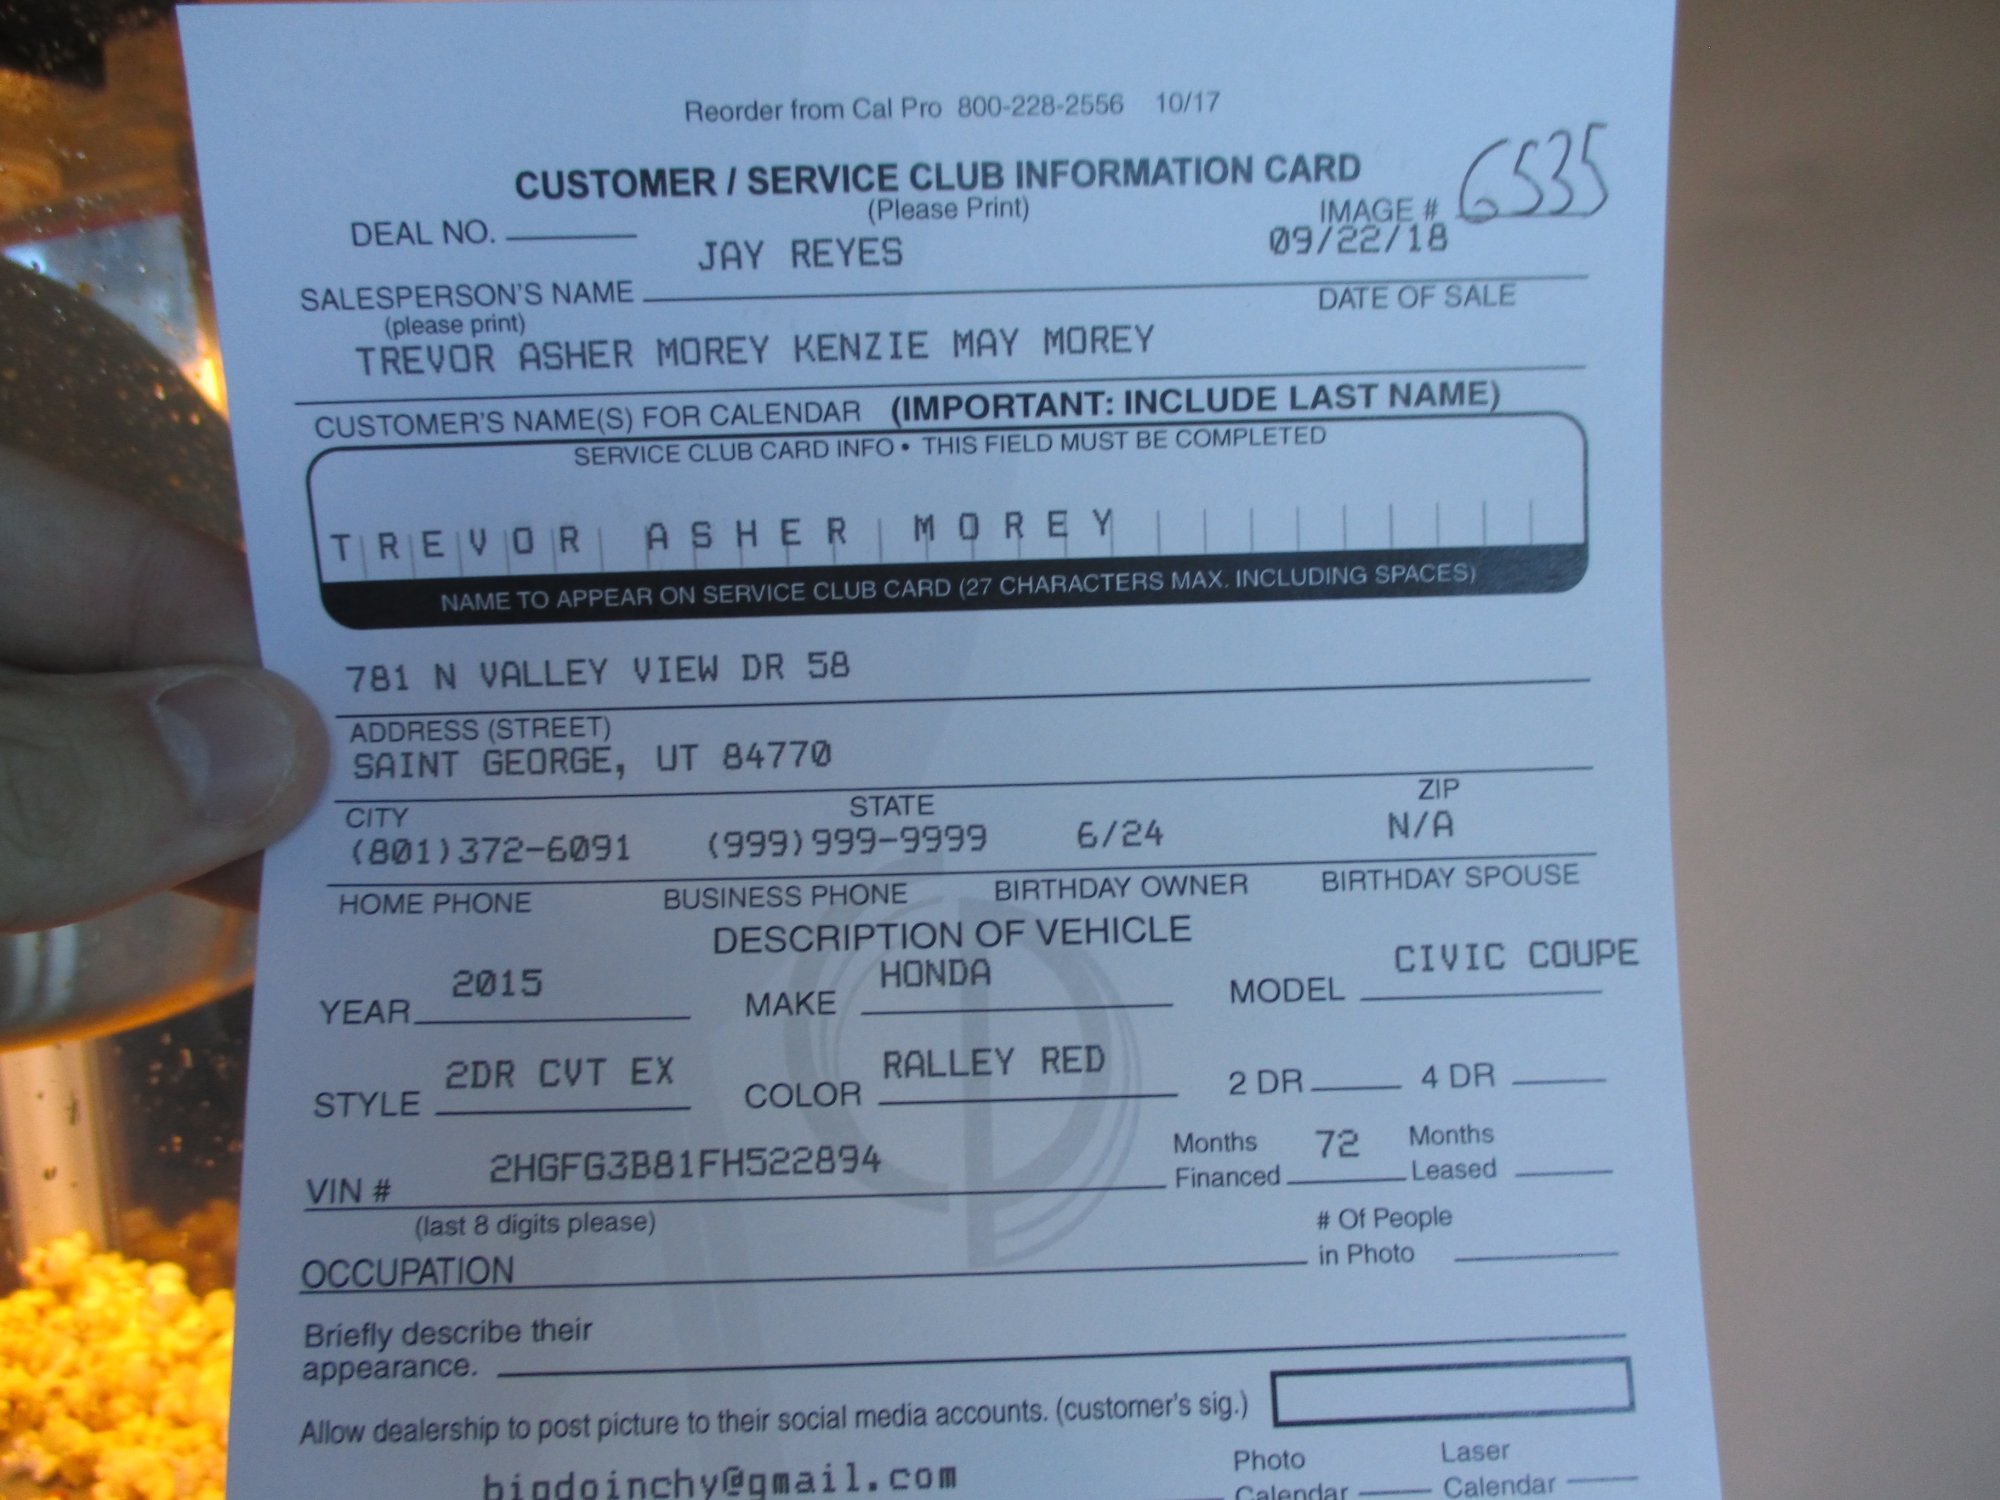 Reorder from Cal Pro 800-228-2556 10/17
CUSTOMER / SERVICE CLUB INFORMATION CARD
(Please Print)
IMAGE # 6535
DEAL NO.
JAY REYES 09/22/18
SALESPERSON'S NAME DATE OF SALE
(please print)
TREVOR ASHER MOREY KENZIE MAY MOREY
CUSTOMER'S NAME(S) FOR CALENDAR (IMPORTANT: INCLUDE LAST NAME)
SERVICE CLUB CARD INFO • THIS FIELD MUST BE COMPLETED
TREVOR ASHER MOREY
NAME TO APPEAR ON SERVICE CLUB CARD (27 CHARACTERS MAX. INCLUDING SPACES)
781 N VALLEY VIEW DR 58
ADDRESS (STREET)
SAINT GEORGE, UT 84770
CITY STATE ZIP
(801)372-6091 (999)999-9999 6/24 N/A
HOME PHONE BUSINESS PHONE BIRTHDAY OWNER BIRTHDAY SPOUSE
DESCRIPTION OF VEHICLE
YEAR 2015 MAKE HONDA MODEL CIVIC COUPE
STYLE 2DR CVT EX COLOR RALLEY RED 2 DR 4 DR
VIN # 2HGFG3B81FH522894 Months Financed 72 Months Leased
(last 8 digits please)
OCCUPATION # Of People in Photo
Briefly describe their
appearance.
Allow dealership to post picture to their social media accounts. (customer's sig.)
bigdoinchy@gmail.com Photo Calendar Laser Calendar